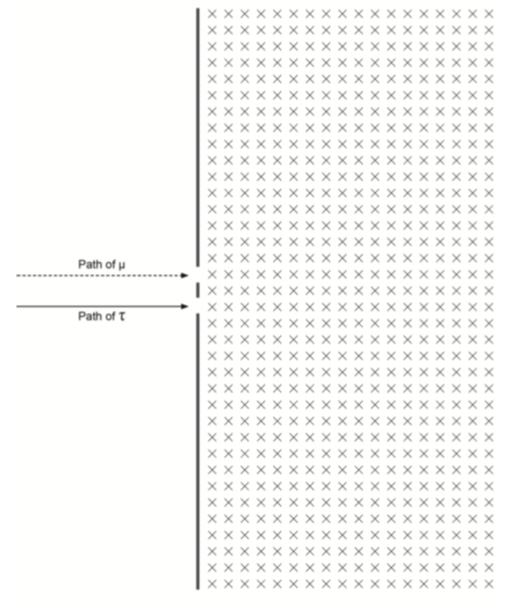 Path of μ
Path of τ